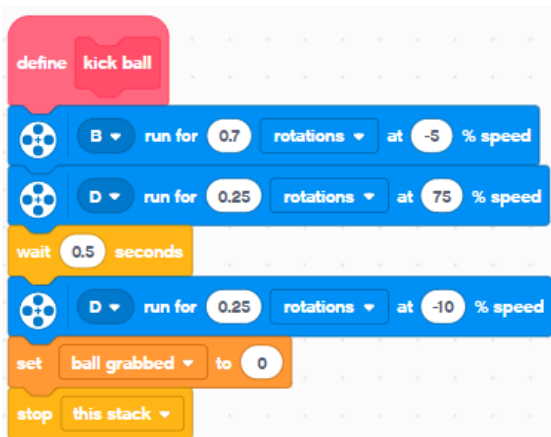 define kick ball
B run for 0.7 rotations at -5 % speed
D run for 0.25 rotations at 75 % speed
wait 0.5 seconds
D run for 0.25 rotations at -10 % speed
set ball grabbed to 0
stop this stack